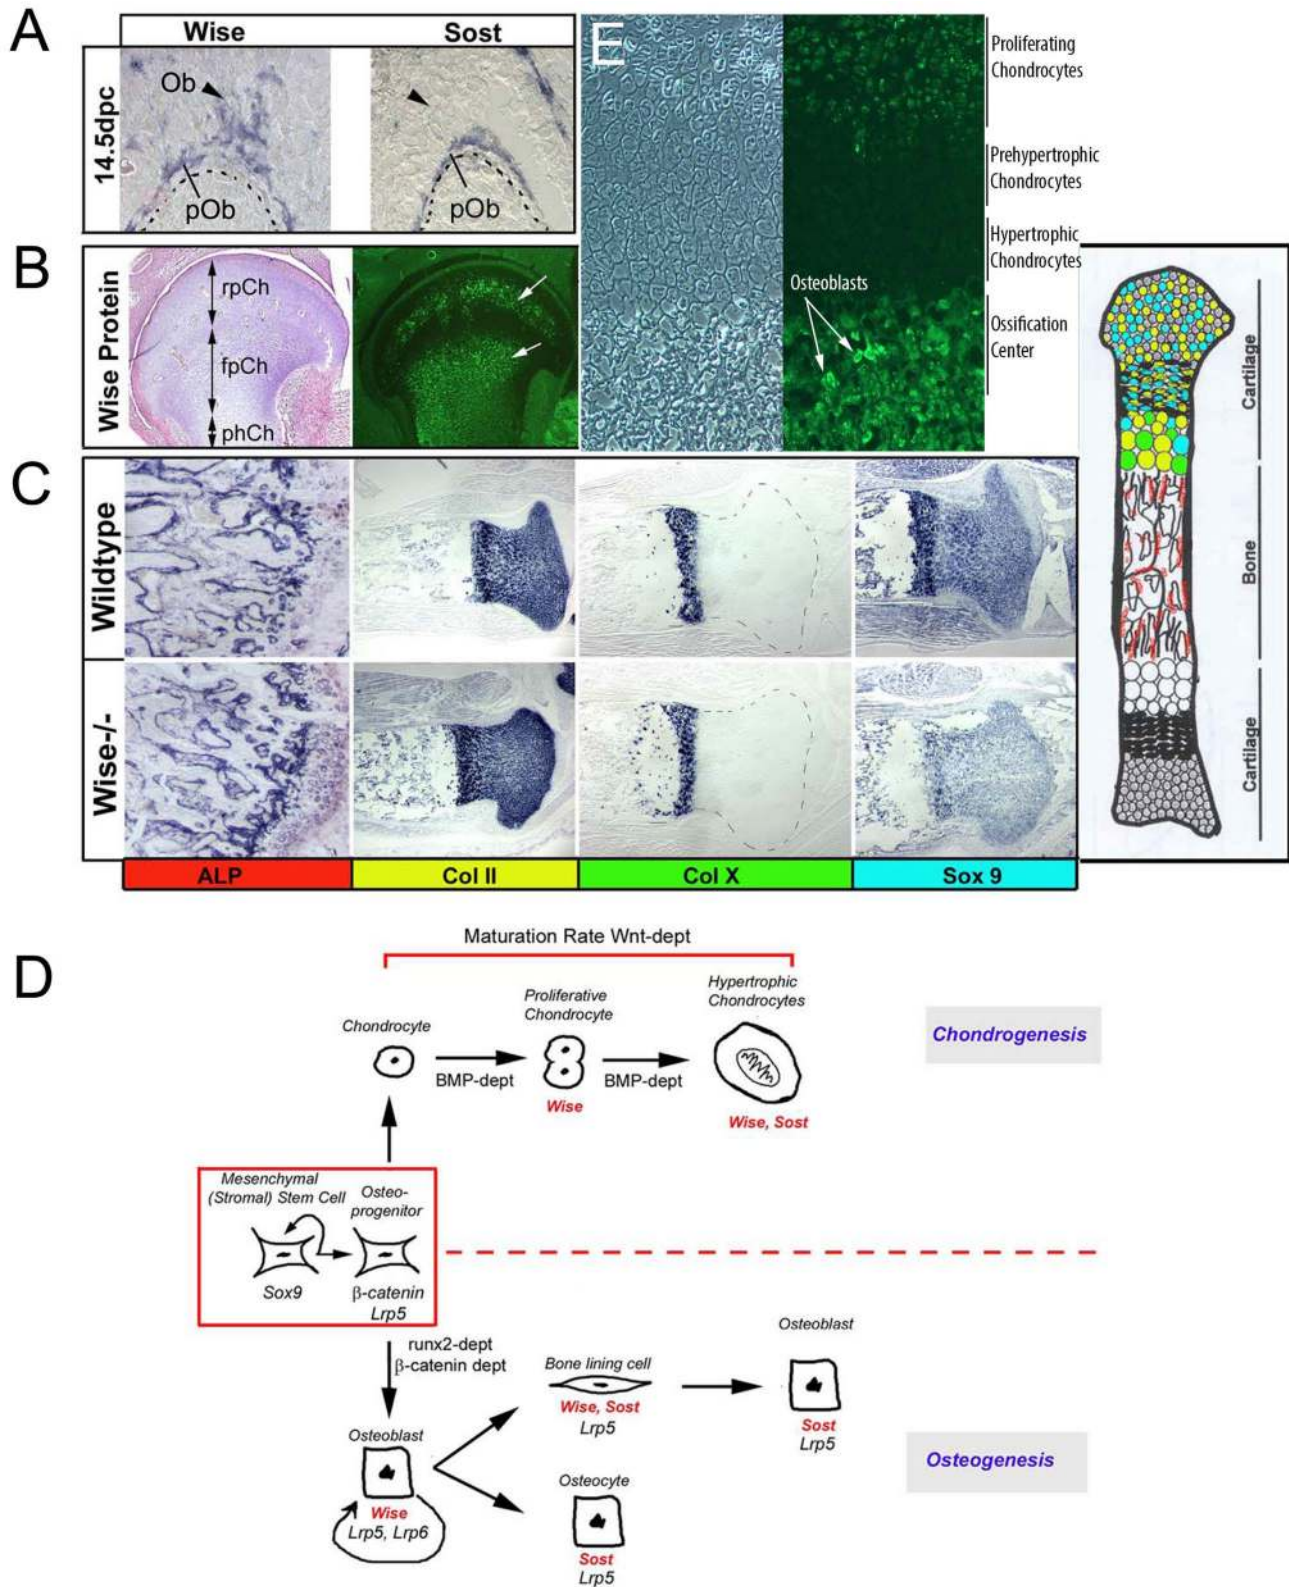 A
Wise
Sost
14.5dpc
Ob
pOb
pOb
E
Proliferating
Chondrocytes
Prehypertrophic
Chondrocytes
Hypertrophic
Chondrocytes
Osteoblasts
Ossification
Center
B
Wise Protein
rpCh
fpCh
phCh
C
Wildtype
Wise-/-
ALP
Col II
Col X
Sox 9
Cartilage
Bone
Cartilage
D
Maturation Rate Wnt-dept
Chondrocyte
Proliferative
Chondrocyte
Hypertrophic
Chondrocytes
BMP-dept
BMP-dept
Wise
Wise, Sost
Chondrogenesis
Mesenchymal
(Stromal) Stem Cell
Osteo-
progenitor
Sox9
β-catenin
Lrp5
runx2-dept
β-catenin dept
Osteoblast
Wise
Lrp5, Lrp6
Bone lining cell
Wise, Sost
Lrp5
Osteoblast
Sost
Lrp5
Osteocyte
Sost
Lrp5
Osteogenesis